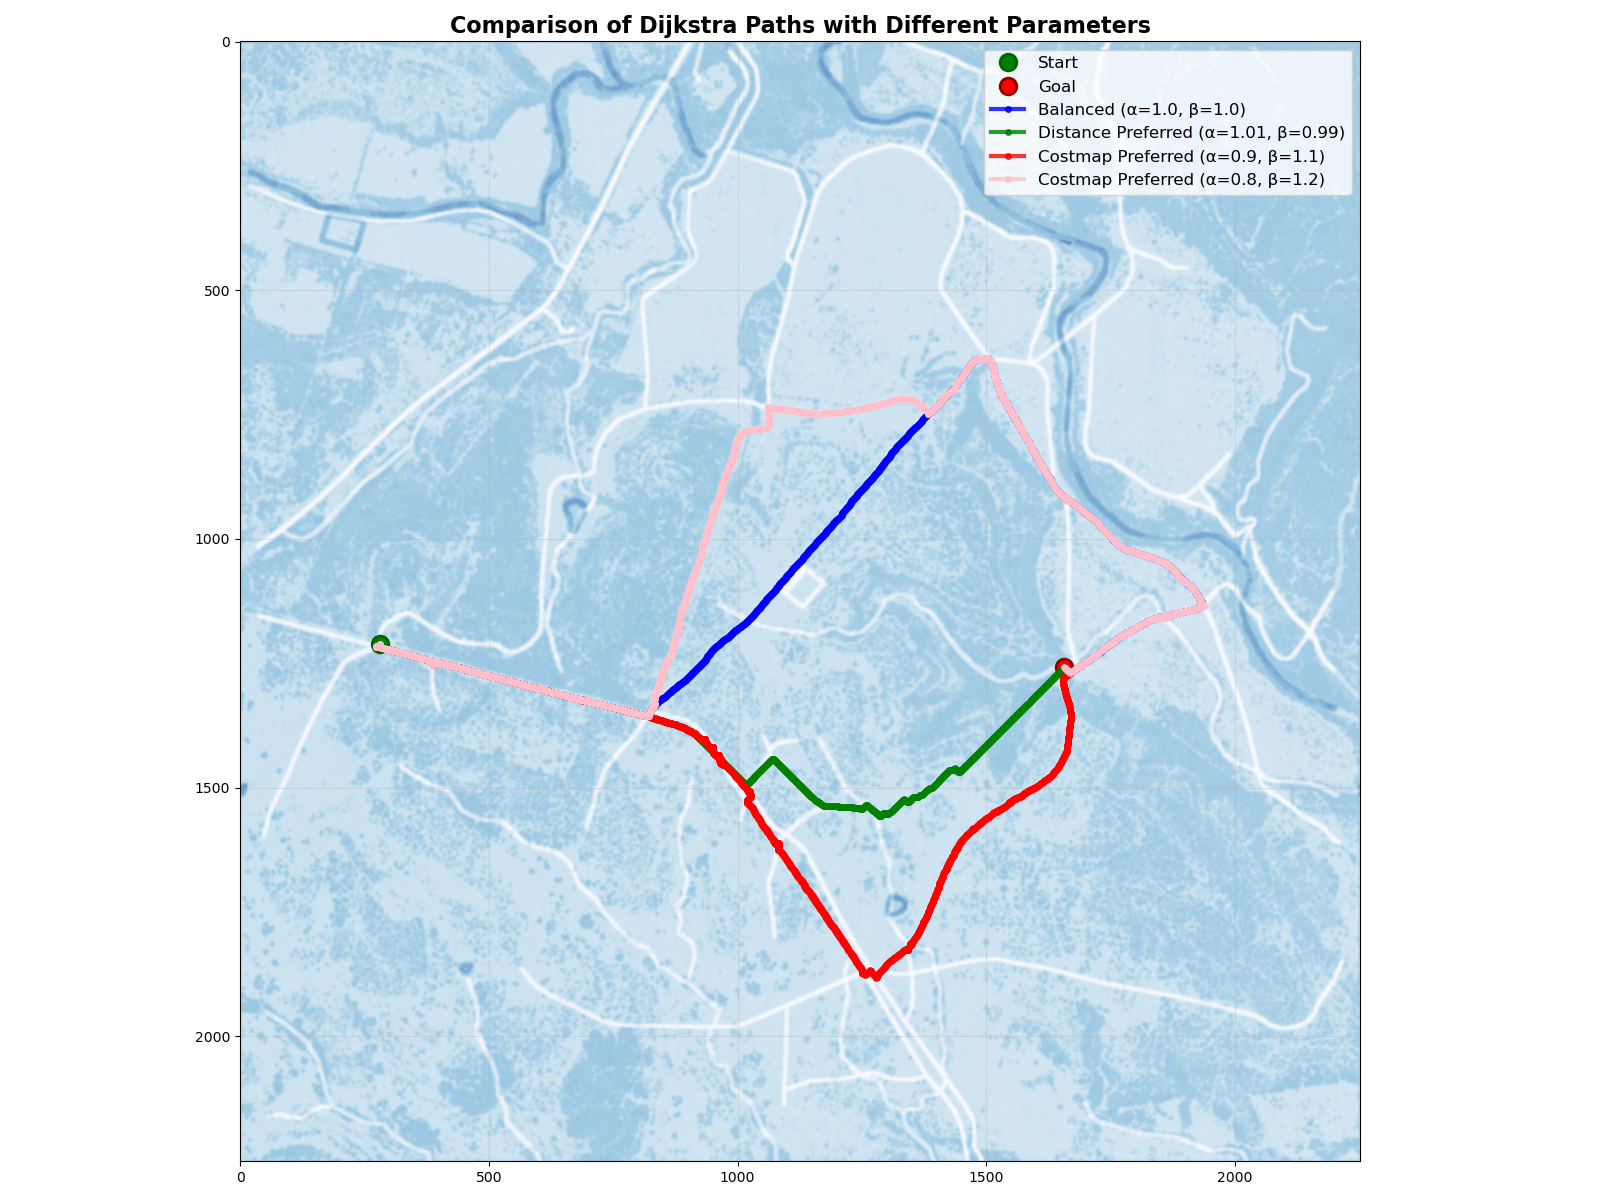 Comparison of Dijkstra Paths with Different Parameters
Start
Goal
Balanced (α=1.0, β=1.0)
Distance Preferred (α=1.01, β=0.99)
Costmap Preferred (α=0.9, β=1.1)
Costmap Preferred (α=0.8, β=1.2)
0
500
1000
1500
2000
0
500
1000
1500
2000